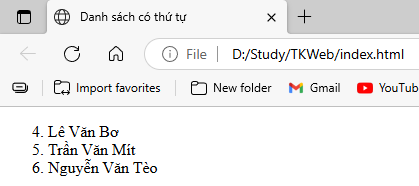 Danh sách có thứ tự
File D:/Study/TKWeb/index.html
Import favorites New folder Gmail YouTub
4. Lê Văn Bơ
5. Trần Văn Mít
6. Nguyễn Văn Tèo